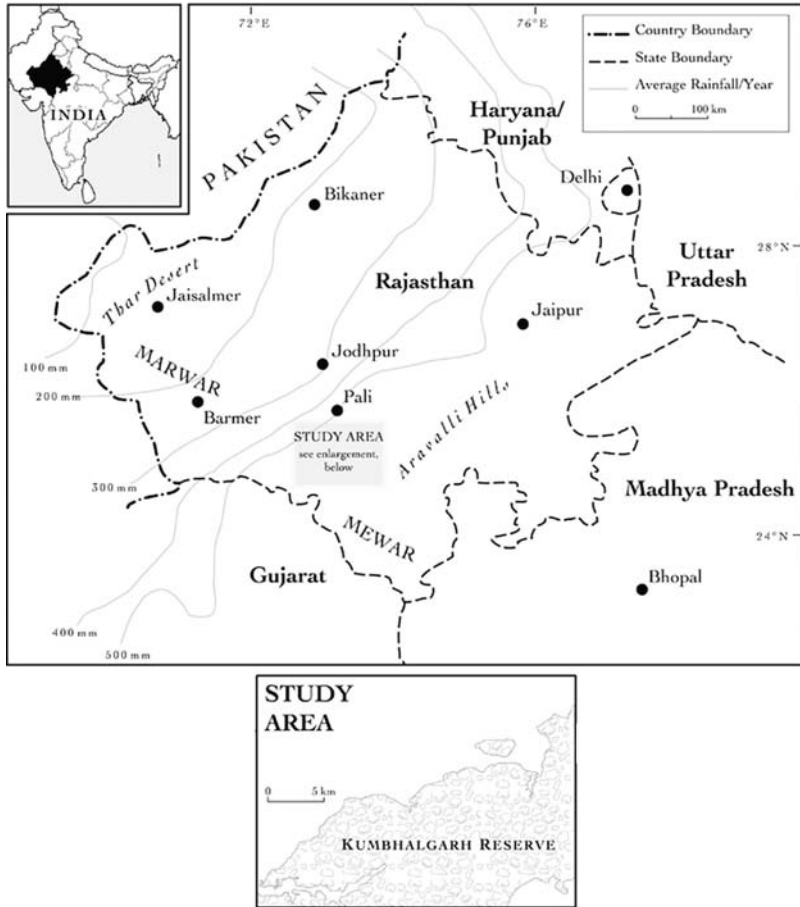 72°E
76°E
Country Boundary
State Boundary
Average Rainfall/Year
0 100 km
INDIA
PAKISTAN
Haryana/
Punjab
Delhi
Bikaner
28°N
Uttar
Pradesh
Thar Desert
Rajasthan
Jaisalmer
Jaipur
100 mm
MARWAR
Jodhpur
200 mm
Barmer
Pali
STUDY AREA
see enlargement,
below
Aravalli Hills
300 mm
Madhya Pradesh
MEWAR
24°N
Gujarat
Bhopal
400 mm
500 mm
STUDY
AREA
0 5 km
KUMBHALGARH RESERVE